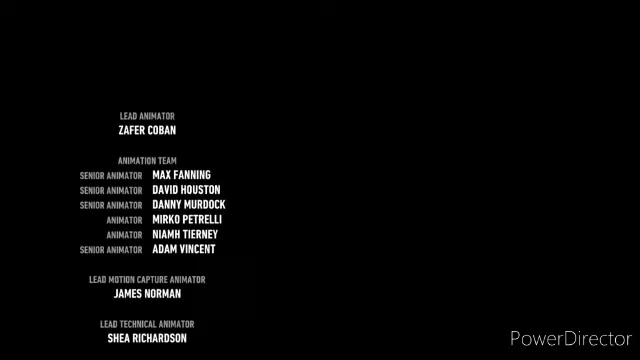 LEAD ANIMATOR
ZAFER COBAN
ANIMATION TEAM
SENIOR ANIMATOR MAX FANNING
SENIOR ANIMATOR DAVID HOUSTON
SENIOR ANIMATOR DANNY MURDOCK
ANIMATOR MIRKO PETRELLI
ANIMATOR NIAMH TIERNEY
SENIOR ANIMATOR ADAM VINCENT
LEAD MOTION CAPTURE ANIMATOR
JAMES NORMAN
LEAD TECHNICAL ANIMATOR
SHEA RICHARDSON
PowerDirector